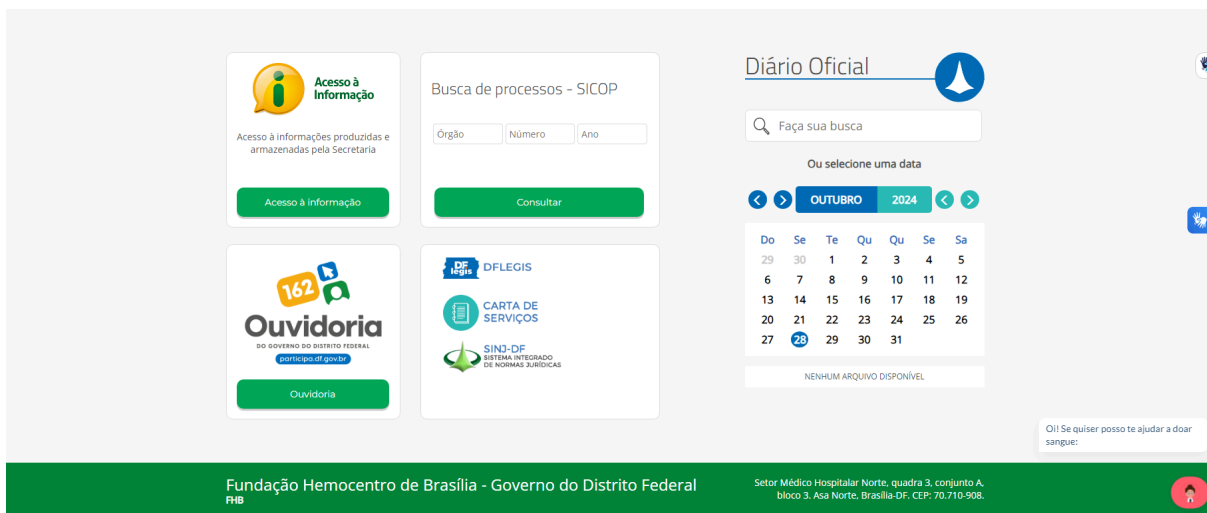 Acesso à
Informação
Acesso à informações produzidas e
armazenadas pela Secretaria
Acesso à informação
Busca de processos - SICOP
Órgão Número Ano
Consultar
162
Ouvidoria
DO GOVERNO DO DISTRITO FEDERAL
participa.df.gov.br
Ouvidoria
DF
legis
DFLEGIS
CARTA DE
SERVIÇOS
SINJ-DF
SISTEMA INTEGRADO
DE NORMAS JURÍDICAS
Diário Oficial
Faça sua busca
Ou selecione uma data
OUTUBRO 2024
Do Se Te Qu Qu Se Sa
29 30 1 2 3 4 5
6 7 8 9 10 11 12
13 14 15 16 17 18 19
20 21 22 23 24 25 26
27 28 29 30 31
NENHUM ARQUIVO DISPONÍVEL
Oi! Se quiser posso te ajudar a doar
sangue:
Fundação Hemocentro de Brasília - Governo do Distrito Federal
FHB
Setor Médico Hospitalar Norte, quadra 3, conjunto A,
bloco 3. Asa Norte, Brasília-DF. CEP: 70.710-908.